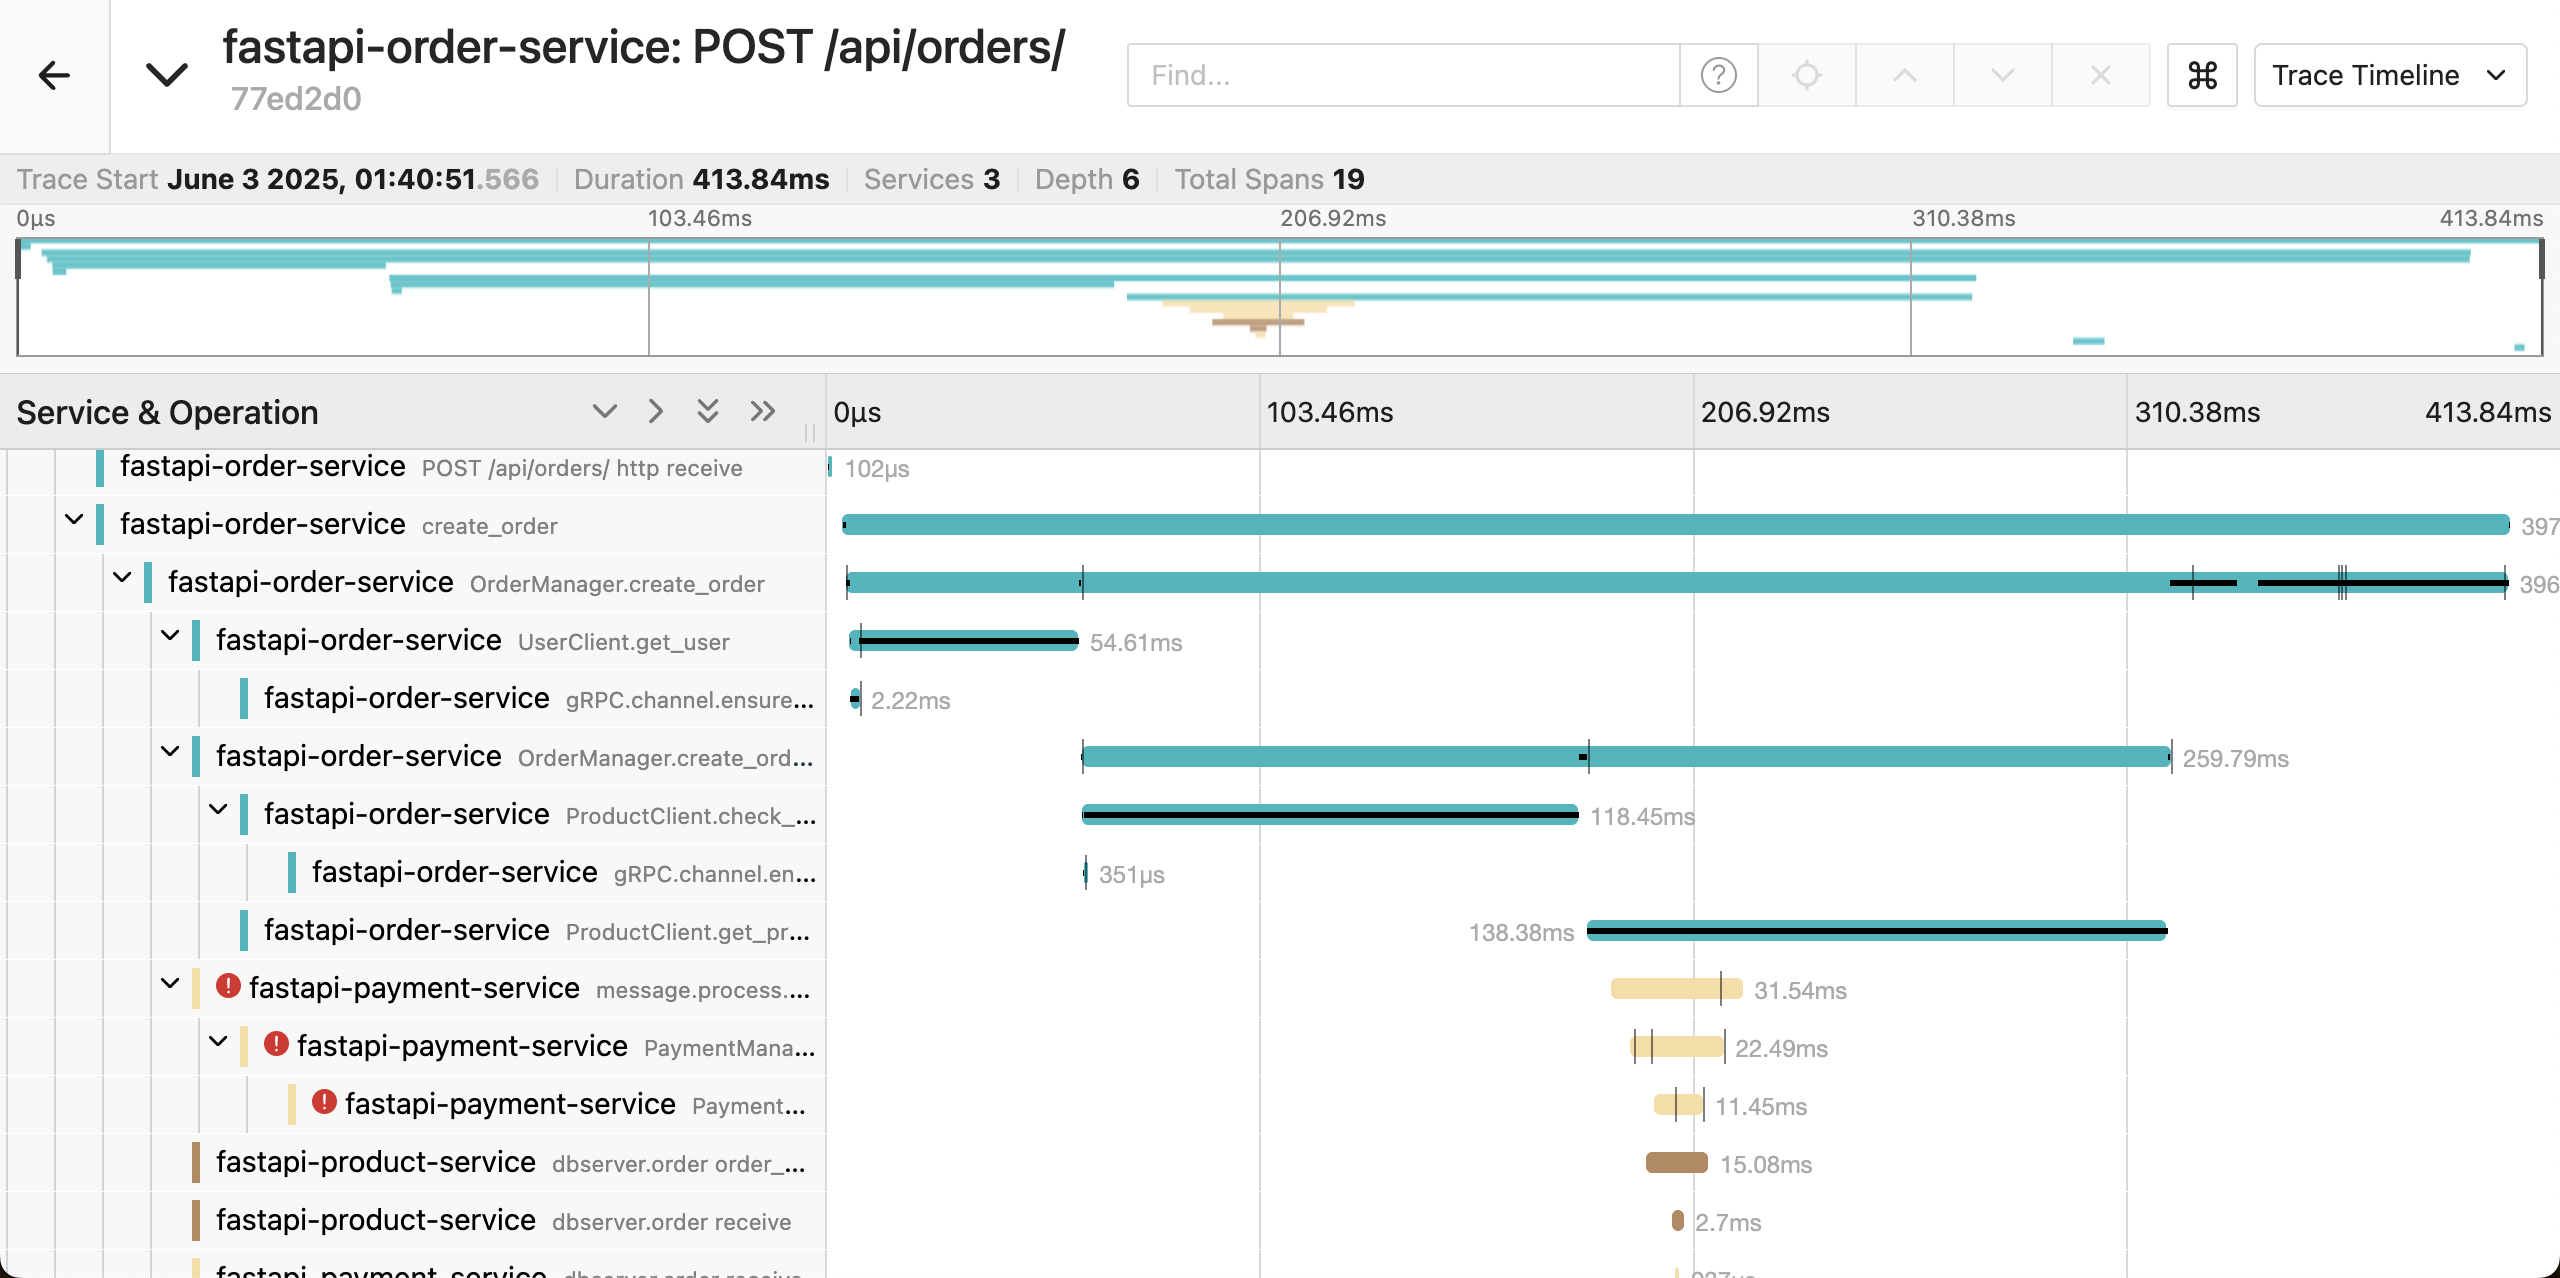 fastapi-order-service: POST /api/orders/
77ed2d0
Find...
Trace Timeline
Trace Start June 3 2025, 01:40:51.566 Duration 413.84ms Services 3 Depth 6 Total Spans 19
0μs 103.46ms 206.92ms 310.38ms 413.84ms
Service & Operation 0μs 103.46ms 206.92ms 310.38ms 413.84ms
fastapi-order-service POST /api/orders/ http receive 102μs
fastapi-order-service create_order 397
fastapi-order-service OrderManager.create_order 396
fastapi-order-service UserClient.get_user 54.61ms
fastapi-order-service gRPC.channel.ensure... 2.22ms
fastapi-order-service OrderManager.create_ord... 259.79ms
fastapi-order-service ProductClient.check_... 118.45ms
fastapi-order-service gRPC.channel.en... 351μs
fastapi-order-service ProductClient.get_pr... 138.38ms
fastapi-payment-service message.process.... 31.54ms
fastapi-payment-service PaymentMana... 22.49ms
fastapi-payment-service Payment... 11.45ms
fastapi-product-service dbserver.order order_... 15.08ms
fastapi-product-service dbserver.order receive 2.7ms
fastapi-payment-service dbserver.order receive